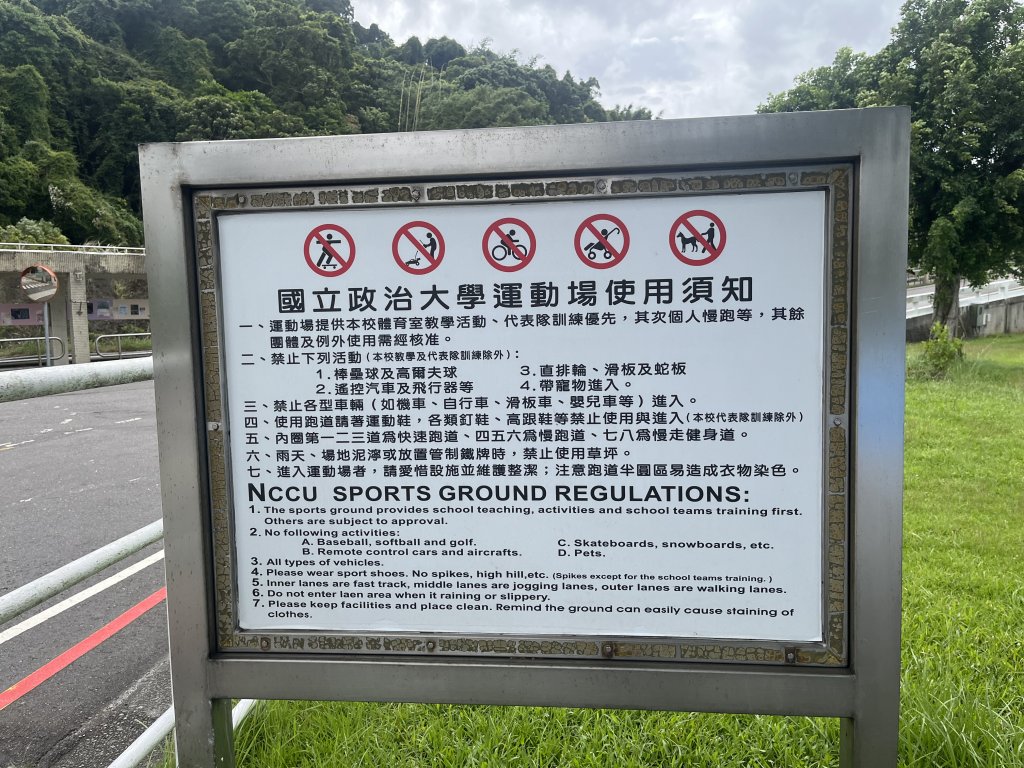 國立政治大學運動場使用須知
一、運動場提供本校體育室教學活動、代表隊訓練優先，其次個人慢跑等，其餘
團體及例外使用需經核准。
二、禁止下列活動（本校教學及代表隊訓練除外）：
1.棒壘球及高爾夫球 3.直排輪、滑板及蛇板
2.遙控汽車及飛行器等 4.帶寵物進入。
三、禁止各型車輛（如機車、自行車、滑板車、嬰兒車等）進入。
四、使用跑道請著運動鞋，各類釘鞋、高跟鞋等禁止使用與進入（本校代表隊訓練除外）
五、內圈第一二三道為快速跑道、四五六為慢跑道、七八為慢走健身道。
六、雨天、場地泥濘或放置管制鐵牌時，禁止使用草坪。
七、進入運動場者，請愛惜設施並維護整潔；注意跑道半圓區易造成衣物染色。
NCCU SPORTS GROUND REGULATIONS:
1. The sports ground provides school teaching, activities and school teams training first.
Others are subject to approval.
2. No following activities:
A. Baseball, softball and golf. C. Skateboards, snowboards, etc.
B. Remote control cars and aircrafts. D. Pets.
3. All types of vehicles.
4. Please wear sport shoes. No spikes, high hill,etc. (Spikes except for the school teams training. )
5. Inner lanes are fast track, middle lanes are jogging lanes, outer lanes are walking lanes.
6. Do not enter laen area when it raining or slippery.
7. Please keep facilities and place clean. Remind the ground can easily cause staining of
clothes.